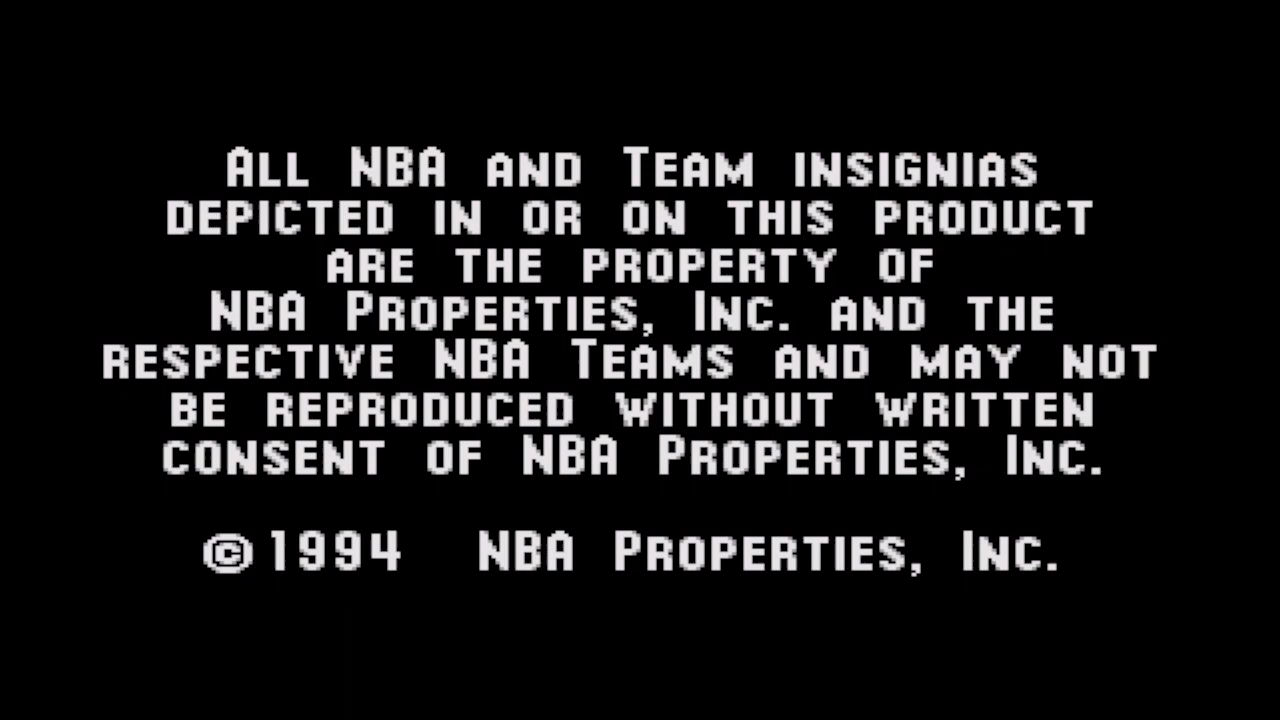 All NBA and Team insignias
depicted in or on this product
are the property of
NBA Properties, Inc. and the
respective NBA Teams and may not
be reproduced without written
consent of NBA Properties, Inc.
©1994 NBA Properties, Inc.